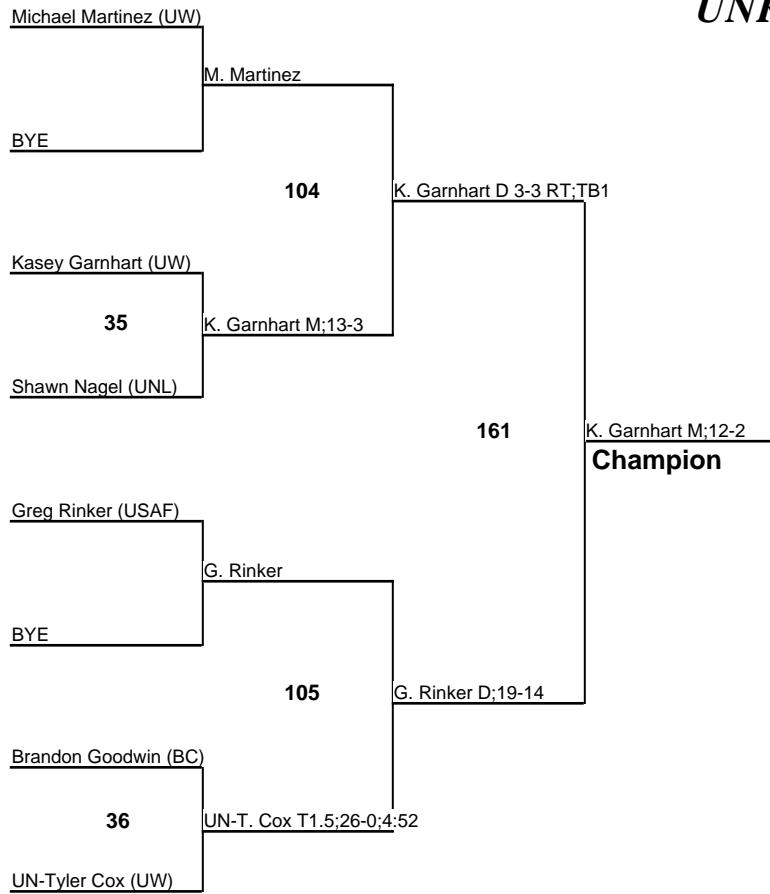 Michael Martinez (UW)
M. Martinez
BYE
104
K. Garnhart D 3-3 RT;TB1
Kasey Garnhart (UW)
35
K. Garnhart M;13-3
Shawn Nagel (UNL)
161
K. Garnhart M;12-2
Champion
Greg Rinker (USAF)
G. Rinker
BYE
105
G. Rinker D;19-14
Brandon Goodwin (BC)
36
UN-T. Cox T1.5;26-0;4:52
UN-Tyler Cox (UW)